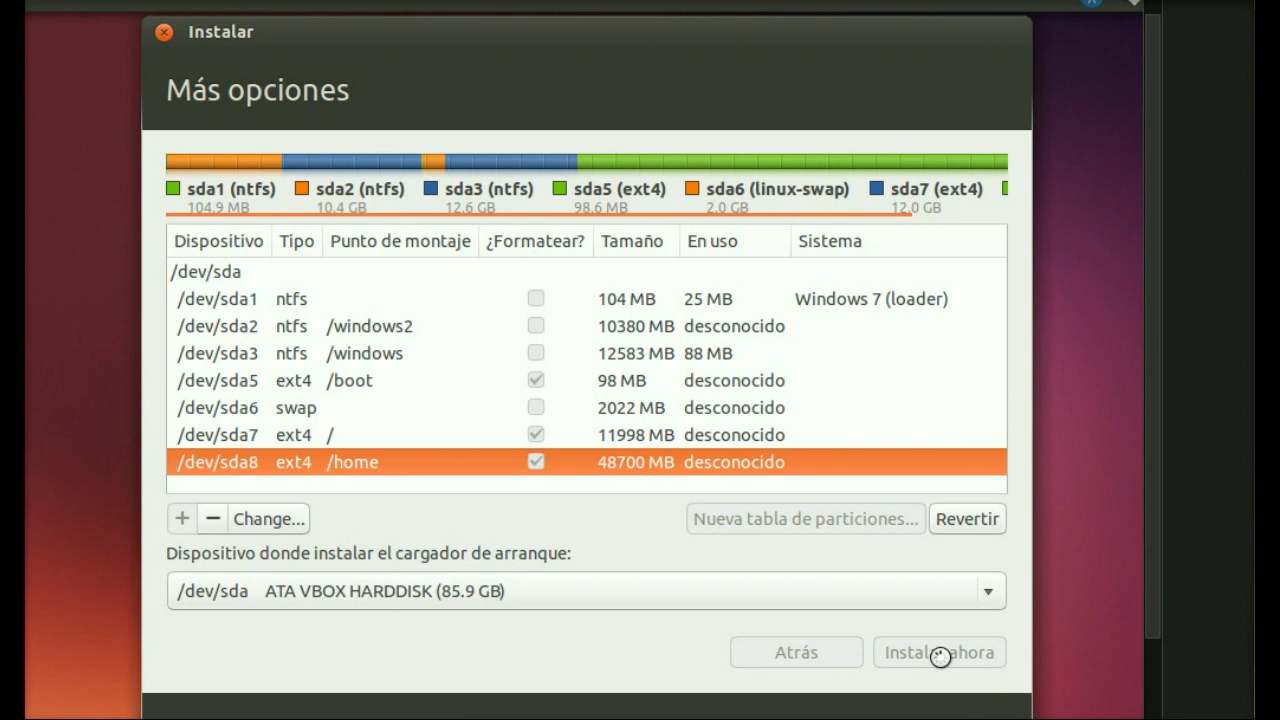 Instalar
Más opciones
sda1 (ntfs) sda2 (ntfs) sda3 (ntfs) sda5 (ext4) sda6 (linux-swap) sda7 (ext4)
104.9 MB 10.4 GB 12.6 GB 98.6 MB 2.0 GB 12.0 GB
Dispositivo Tipo Punto de montaje ¿Formatear? Tamaño En uso Sistema
/dev/sda
/dev/sda1 ntfs 104 MB 25 MB Windows 7 (loader)
/dev/sda2 ntfs /windows2 10380 MB desconocido
/dev/sda3 ntfs /windows 12583 MB 88 MB
/dev/sda5 ext4 /boot 98 MB desconocido
/dev/sda6 swap 2022 MB desconocido
/dev/sda7 ext4 / 11998 MB desconocido
/dev/sda8 ext4 /home 48700 MB desconocido
+ − Change... Nueva tabla de particiones... Revertir
Dispositivo donde instalar el cargador de arranque:
/dev/sda ATA VBOX HARDDISK (85.9 GB)
Atrás Instalar ahora